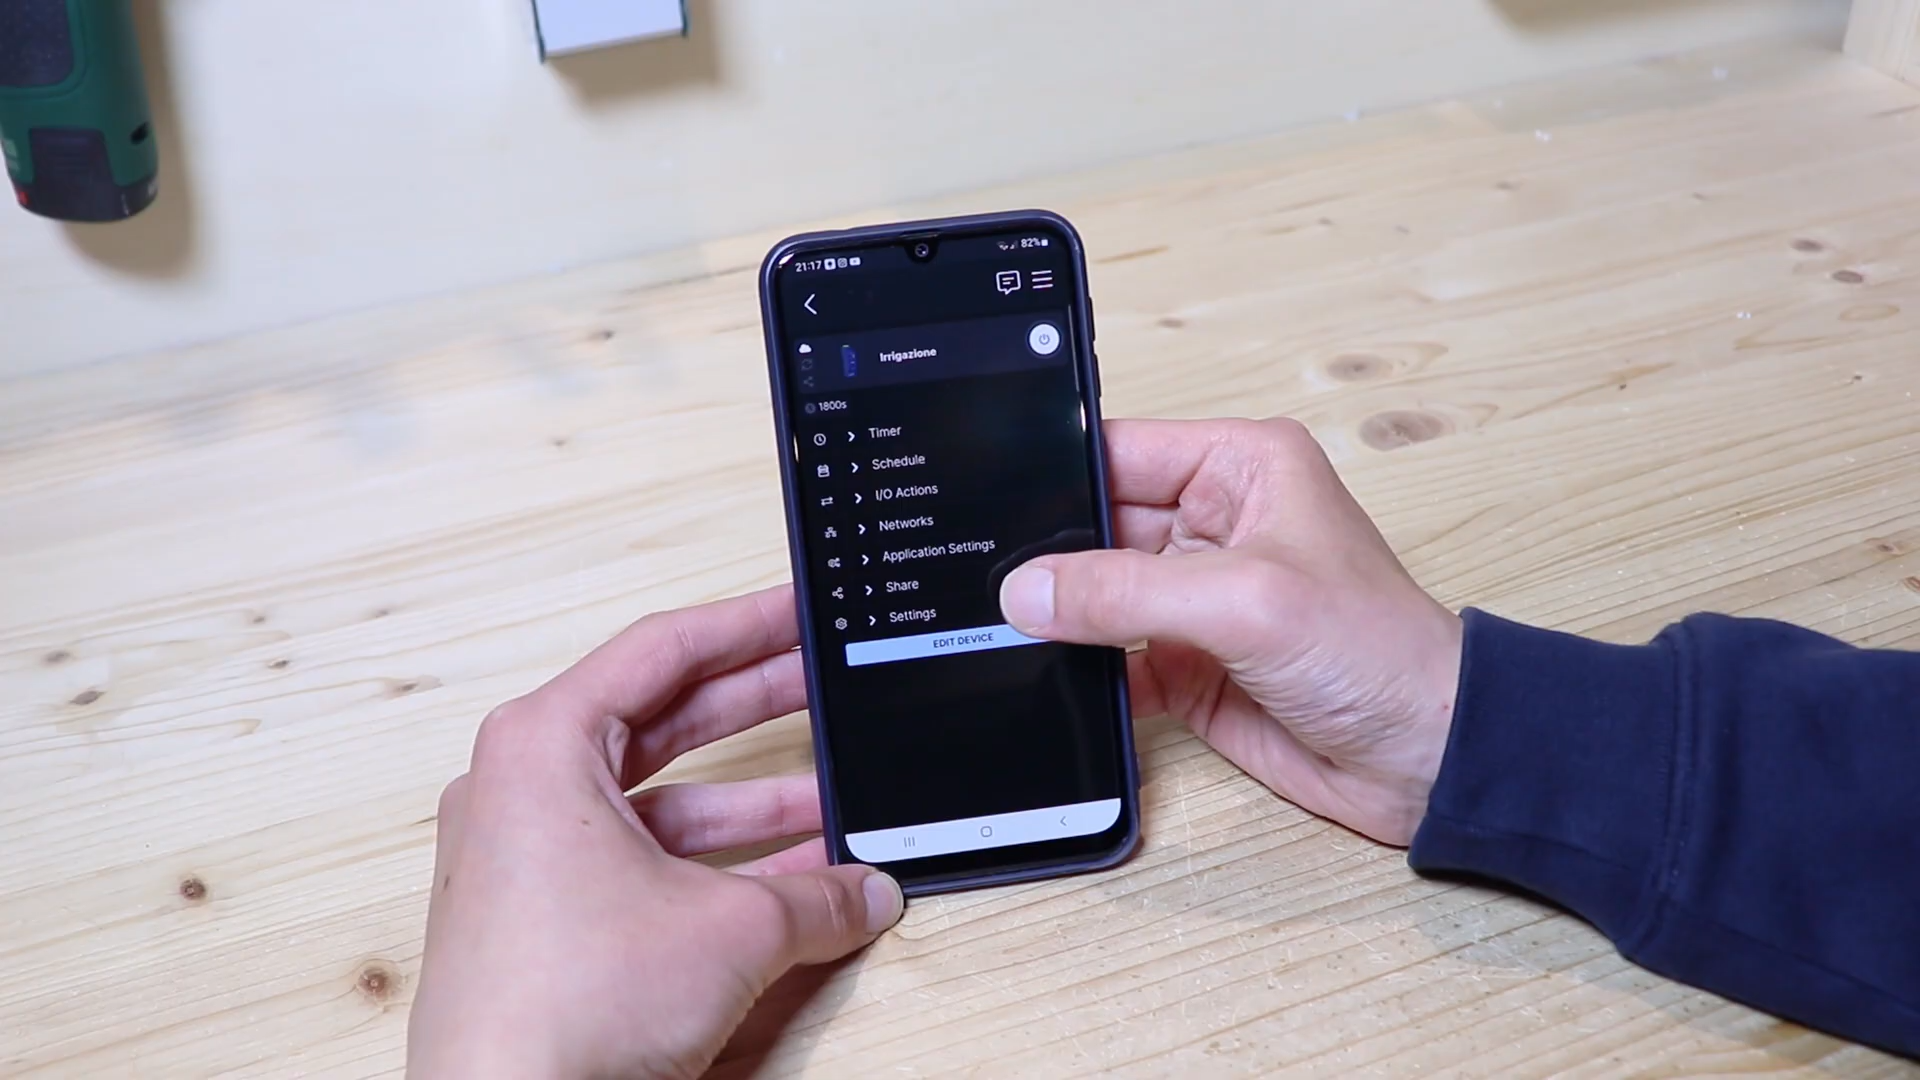 21:17
82%
Irrigazione
1800s
Timer
Schedule
I/O Actions
Networks
Application Settings
Share
Settings
EDIT DEVICE